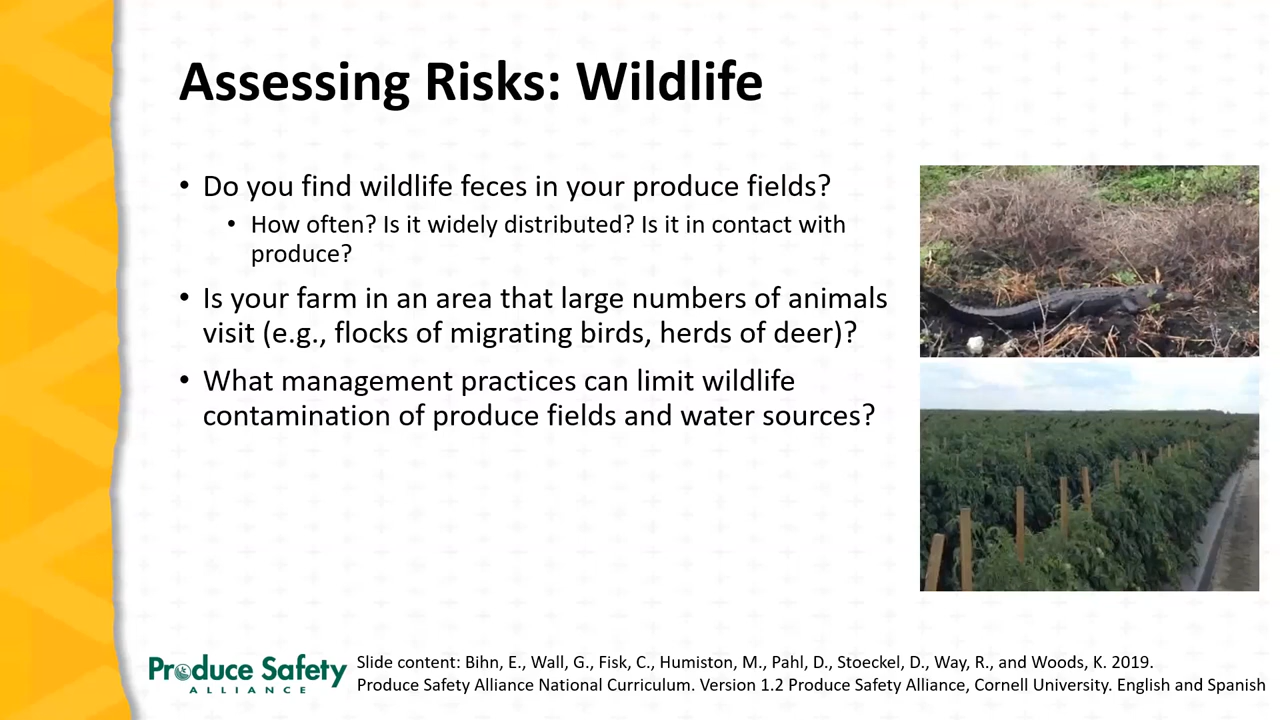 Assessing Risks: Wildlife
• Do you find wildlife feces in your produce fields?
• How often? Is it widely distributed? Is it in contact with
produce?
• Is your farm in an area that large numbers of animals
visit (e.g., flocks of migrating birds, herds of deer)?
• What management practices can limit wildlife
contamination of produce fields and water sources?
Produce Safety
ALLIANCE
Slide content: Bihn, E., Wall, G., Fisk, C., Humiston, M., Pahl, D., Stoeckel, D., Way, R., and Woods, K. 2019.
Produce Safety Alliance National Curriculum. Version 1.2 Produce Safety Alliance, Cornell University. English and Spanish